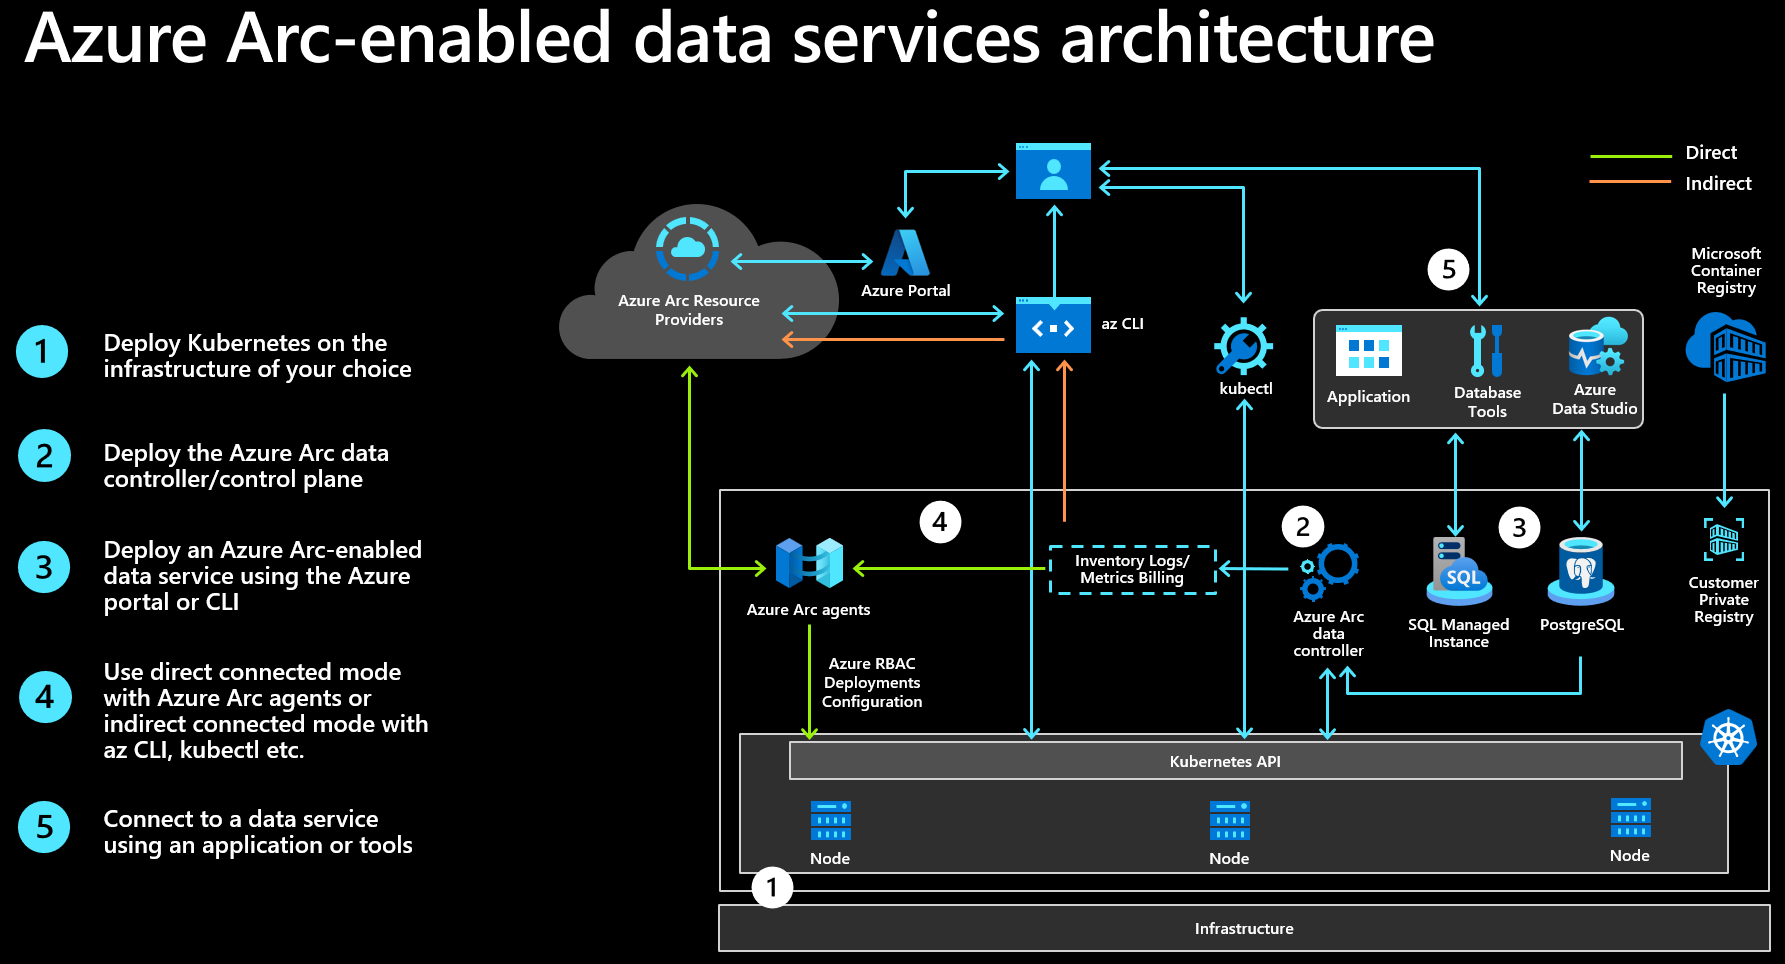 Azure Arc-enabled data services architecture
Direct
Indirect
1
Deploy Kubernetes on the
infrastructure of your choice
2
Deploy the Azure Arc data
controller/control plane
3
Deploy an Azure Arc-enabled
data service using the Azure
portal or CLI
4
Use direct connected mode
with Azure Arc agents or
indirect connected mode with
az CLI, kubectl etc.
5
Connect to a data service
using an application or tools
Azure Arc Resource
Providers
Azure Portal
az CLI
kubectl
5
Application
Database
Tools
Azure
Data Studio
Microsoft
Container
Registry
4
Azure Arc agents
Inventory Logs/
Metrics Billing
2
Azure Arc
data
controller
SQL
SQL Managed
Instance
3
PostgreSQL
Customer
Private
Registry
Azure RBAC
Deployments
Configuration
Kubernetes API
Node
Node
Node
1
Infrastructure